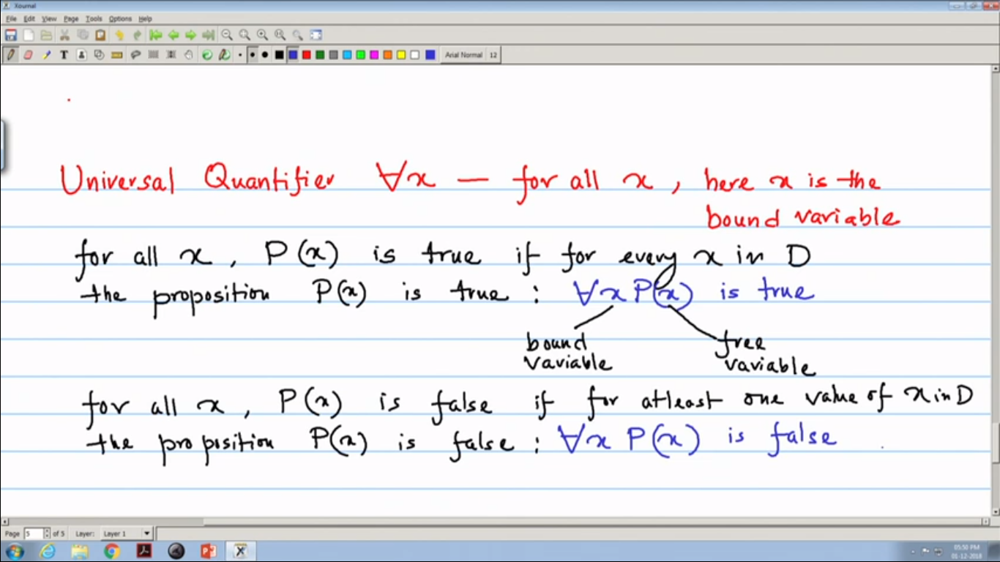 Xournal
File Edit View Page Tools Options Help
Arial Normal 12
Universal Quantifier ∀x — for all x, here x is the
bound variable
for all x, P(x) is true if for every x in D
the proposition P(x) is true : ∀x P(x) is true
bound variable
free variable
for all x, P(x) is false if for atleast one value of x in D
the proposition P(x) is false : ∀x P(x) is false
Page 5 of 5 Layer: Layer 1
05:50 PM
01-12-2018